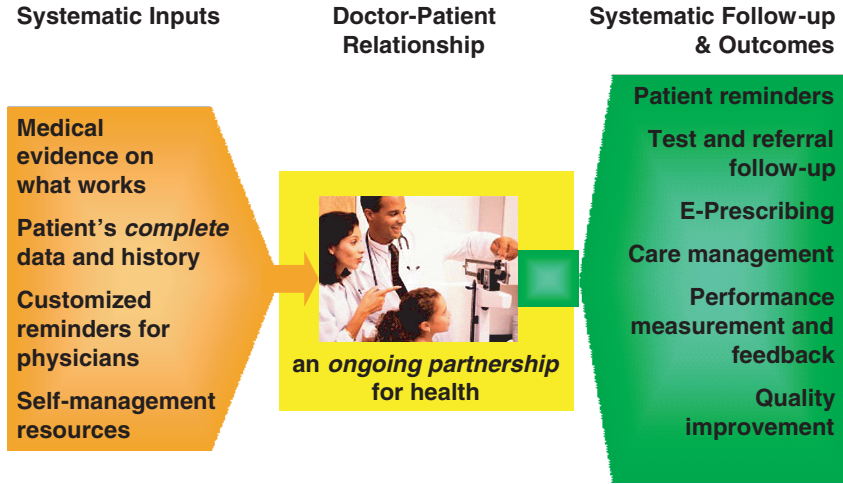 Systematic Inputs
Doctor-Patient
Relationship
Systematic Follow-up
& Outcomes
Medical
evidence on
what works
Patient's complete
data and history
Customized
reminders for
physicians
Self-management
resources
an ongoing partnership
for health
Patient reminders
Test and referral
follow-up
E-Prescribing
Care management
Performance
measurement and
feedback
Quality
improvement